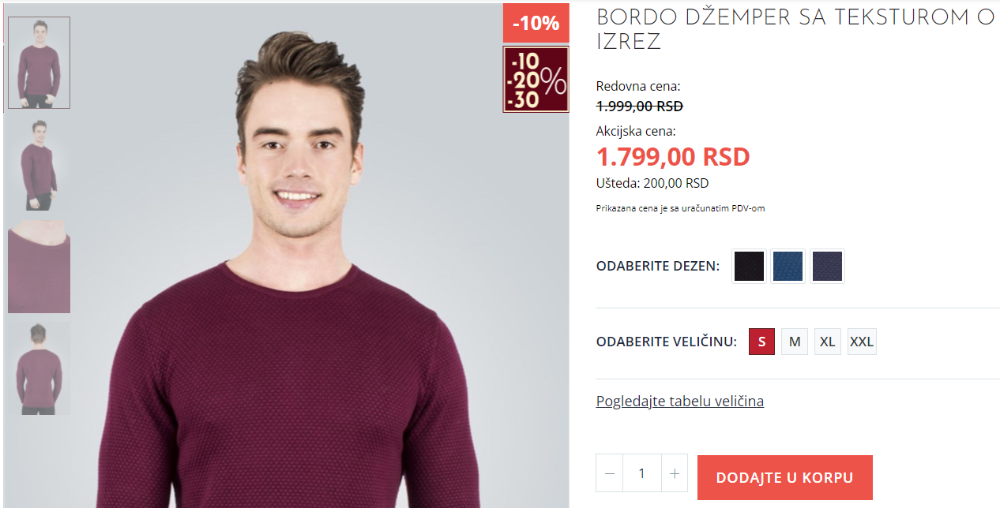 -10%
-10
-20%
-30
BORDO DŽEMPER SA TEKSTUROM O
IZREZ
Redovna cena:
1.999,00 RSD
Akcijska cena:
1.799,00 RSD
Ušteda: 200,00 RSD
Prikazana cena je sa uračunatim PDV-om
ODABERITE DEZEN:
ODABERITE VELIČINU: S M XL XXL
Pogledajte tabelu veličina
− 1 + DODAJTE U KORPU